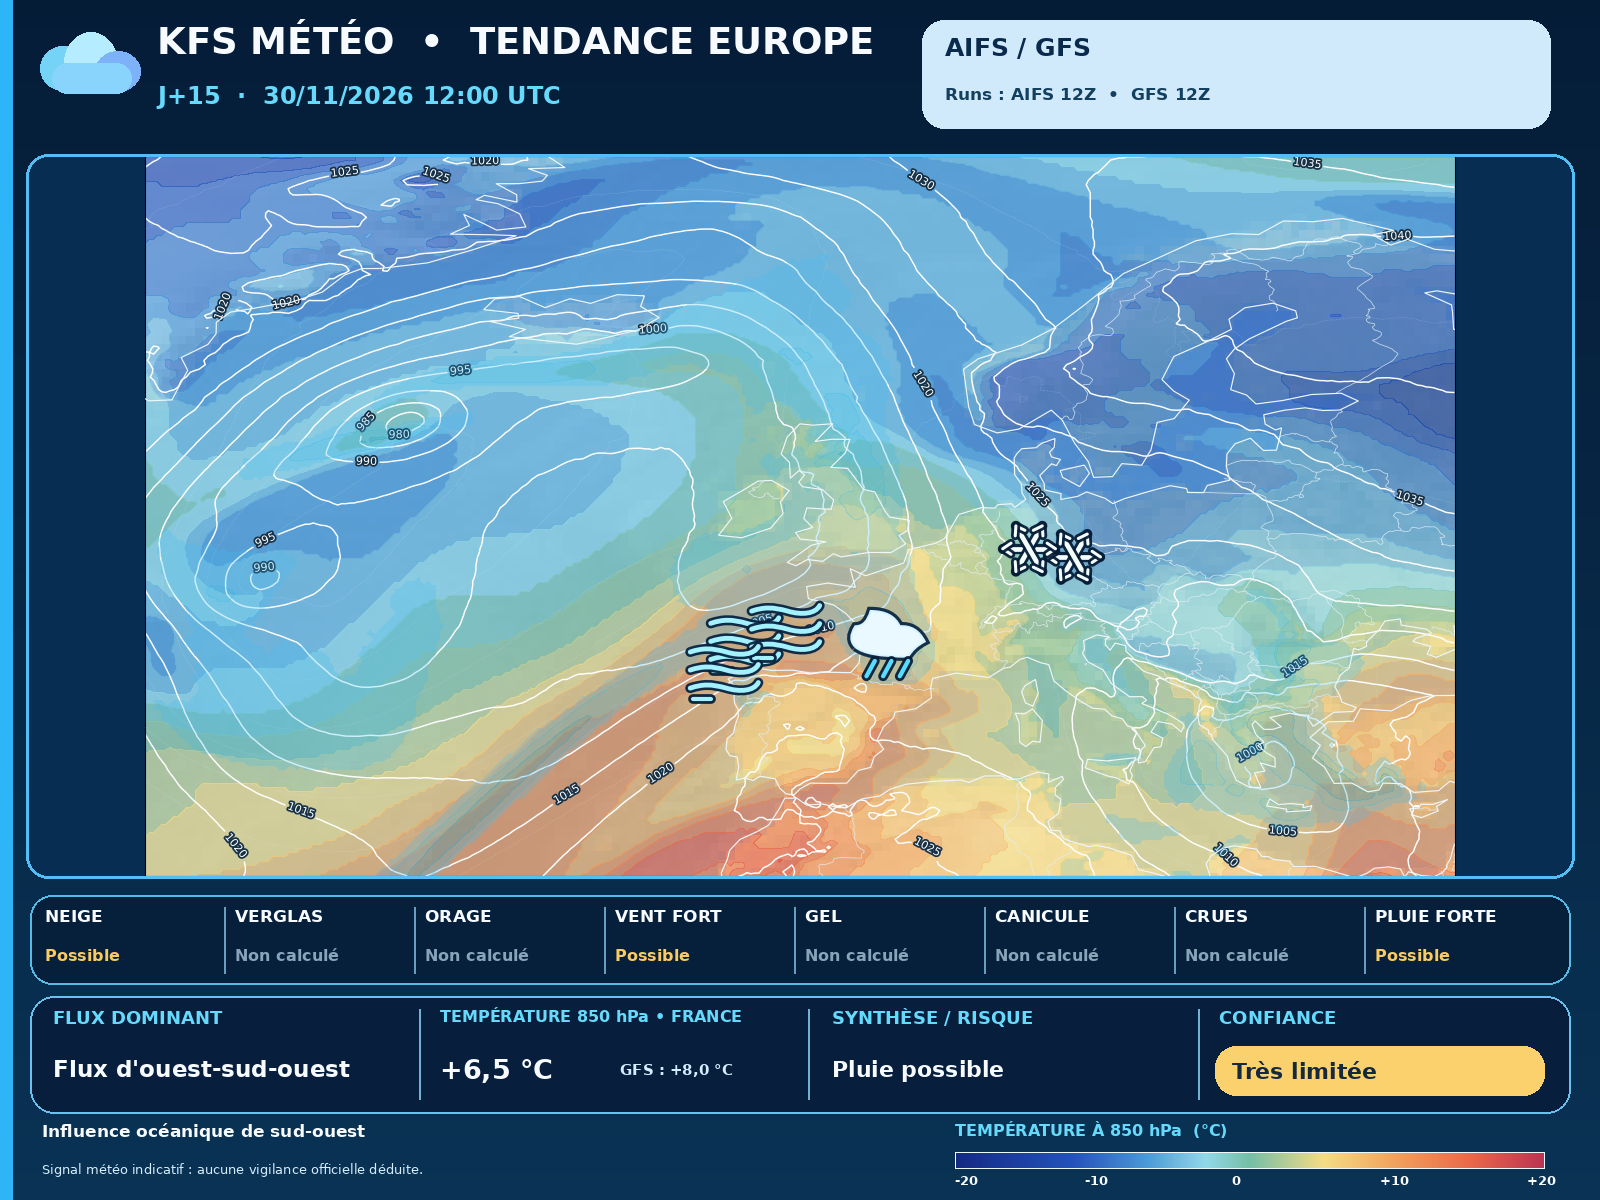 KFS MÉTÉO • TENDANCE EUROPE
J+15 · 30/11/2026 12:00 UTC
AIFS / GFS
Runs : AIFS 12Z • GFS 12Z
1020
1025
1025
1030
1035
1040
1020
1020
1000
995
1020
985
980
990
1025
1035
995
990
1015
1000
1020
1015
1015
1020
1025
1005
1010
NEIGE
Possible
VERGLAS
Non calculé
ORAGE
Non calculé
VENT FORT
Possible
GEL
Non calculé
CANICULE
Non calculé
CRUES
Non calculé
PLUIE FORTE
Possible
FLUX DOMINANT
Flux d'ouest-sud-ouest
TEMPÉRATURE 850 hPa • FRANCE
+6,5 °C
GFS : +8,0 °C
SYNTHÈSE / RISQUE
Pluie possible
CONFIANCE
Très limitée
Influence océanique de sud-ouest
Signal météo indicatif : aucune vigilance officielle déduite.
TEMPÉRATURE À 850 hPa (°C)
-20 -10 0 +10 +20